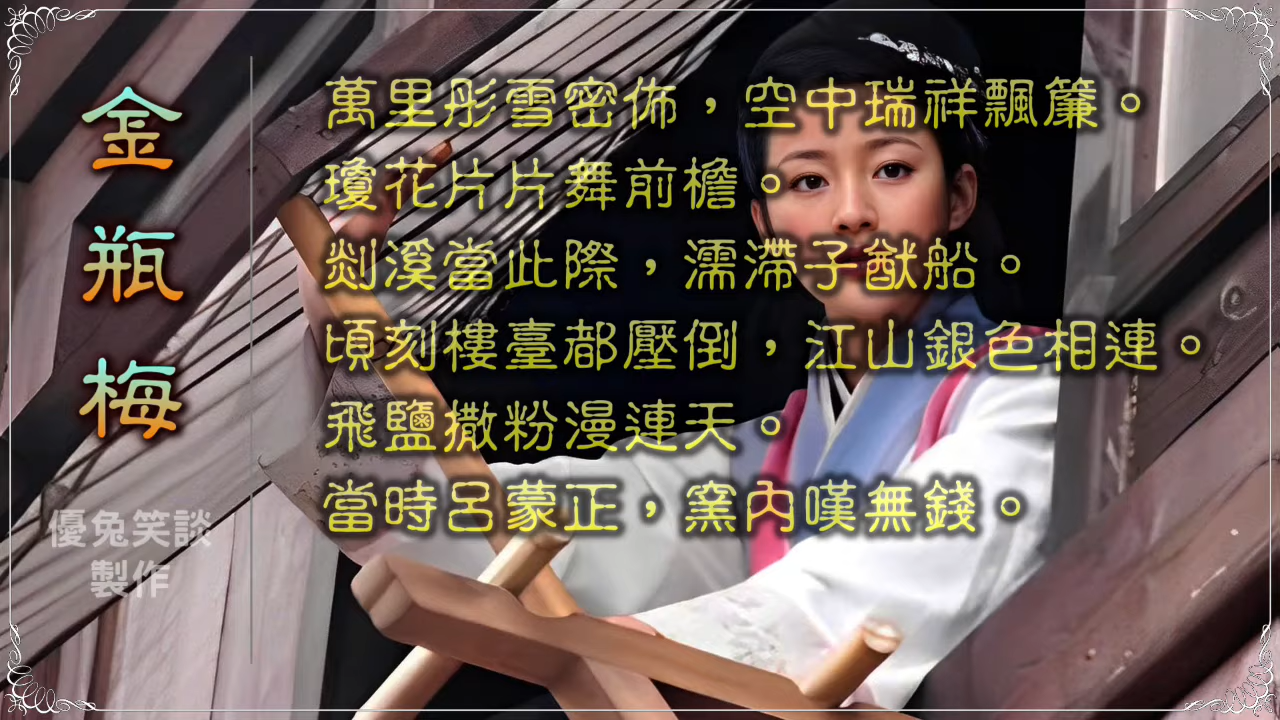 金瓶梅
萬里彤雪密佈，空中瑞祥飄簾。
瓊花片片舞前檐。
剡溪當此際，濡滯子猷船。
頃刻樓臺都壓倒，江山銀色相連。
飛鹽撒粉漫連天。
當時呂蒙正，窯內嘆無錢。
優兔笑談
製作